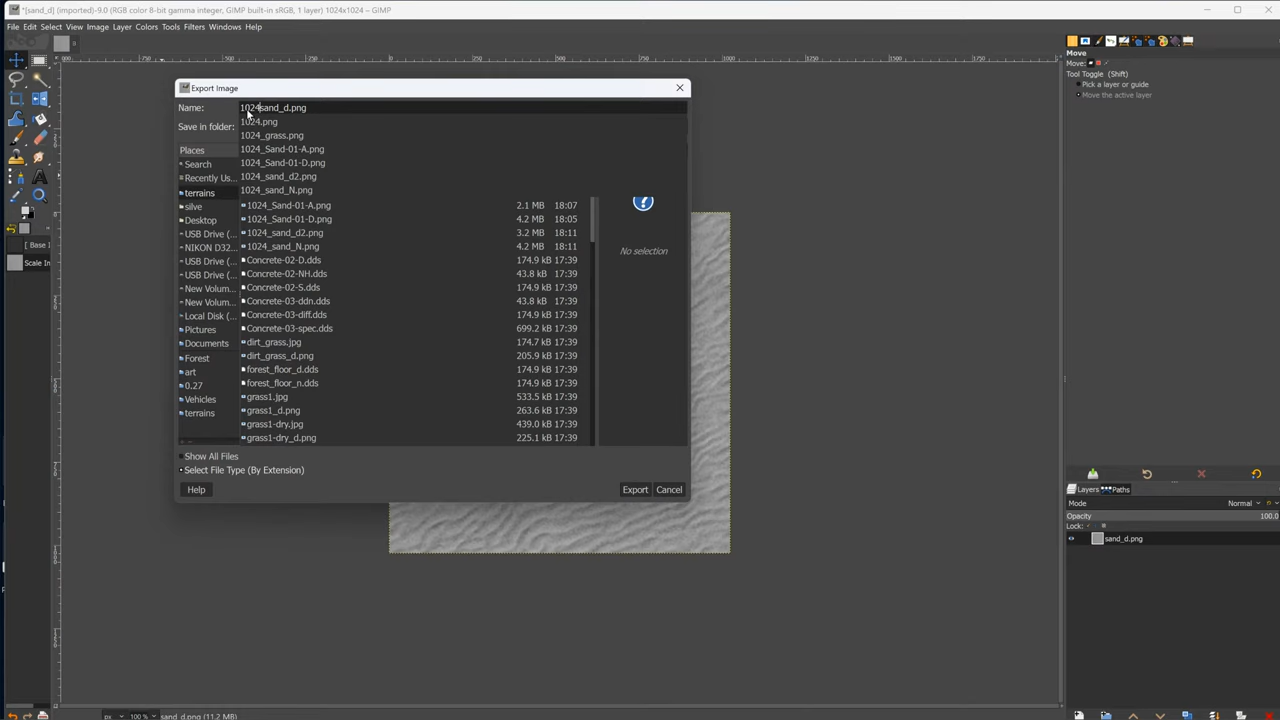 *[sand_d] (imported)-9.0 (RGB color 8-bit gamma integer, GIMP built-in sRGB, 1 layer) 1024x1024 – GIMP
File Edit Select View Image Layer Colors Tools Filters Windows Help
Export Image
Name: 1024sand_d.png
1024.png
Save in folder:
1024_grass.png
1024_Sand-01-A.png
1024_Sand-01-D.png
1024_sand_d2.png
1024_sand_N.png
Places
Search
Recently Us...
terrains
silve
Desktop
USB Drive (...
NIKON D32...
USB Drive (...
USB Drive (...
New Volum...
New Volum...
Local Disk (...
Pictures
Documents
Forest
art
0.27
Vehicles
terrains
1024_Sand-01-A.png 2.1 MB 18:07
1024_Sand-01-D.png 4.2 MB 18:05
1024_sand_d2.png 3.2 MB 18:11
1024_sand_N.png 4.2 MB 18:11
Concrete-02-D.dds 174.9 kB 17:39
Concrete-02-NH.dds 43.8 kB 17:39
Concrete-02-S.dds 174.9 kB 17:39
Concrete-03-ddn.dds 43.8 kB 17:39
Concrete-03-diff.dds 174.9 kB 17:39
Concrete-03-spec.dds 699.2 kB 17:39
dirt_grass.jpg 174.7 kB 17:39
dirt_grass_d.png 205.9 kB 17:39
forest_floor_d.dds 174.9 kB 17:39
forest_floor_n.dds 174.9 kB 17:39
grass1.jpg 533.5 kB 17:39
grass1_d.png 263.6 kB 17:39
grass1-dry.jpg 439.0 kB 17:39
grass1-dry_d.png 225.1 kB 17:39
No selection
Show All Files
Select File Type (By Extension)
Help Export Cancel
[ Base I
Scale In
Move
Move:
Tool Toggle (Shift)
Pick a layer or guide
Move the active layer
Layers Paths
Mode Normal
Opacity 100.0
Lock:
sand_d.png
px 100 % sand_d.png (11.2 MB)